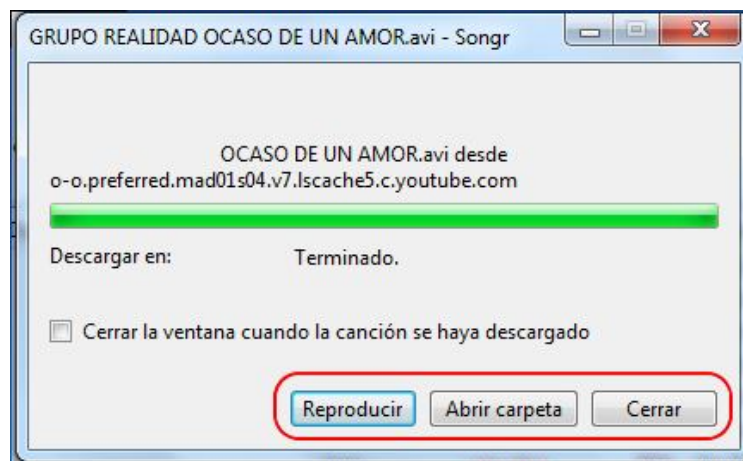 GRUPO REALIDAD OCASO DE UN AMOR.avi - Songr
OCASO DE UN AMOR.avi desde
o-o.preferred.mad01s04.v7.lscache5.c.youtube.com
Descargar en: Terminado.
Cerrar la ventana cuando la canción se haya descargado
Reproducir Abrir carpeta Cerrar